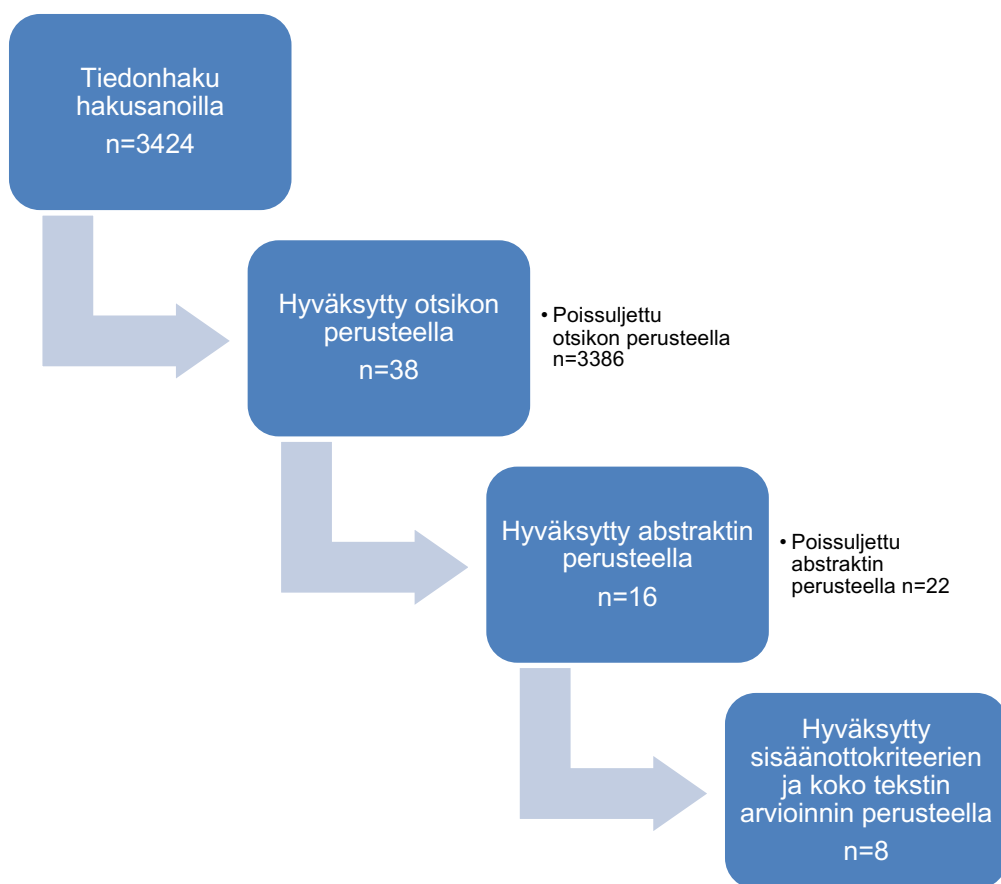 Tiedonhaku
hakusanoilla
n=3424
Hyväksytty otsikon
perusteella
n=38
• Poissuljettu
otsikon perusteella
n=3386
Hyväksytty abstraktin
perusteella
n=16
• Poissuljettu
abstraktin
perusteella n=22
Hyväksytty
sisäänottokriteerien
ja koko tekstin
arvioinnin perusteella
n=8